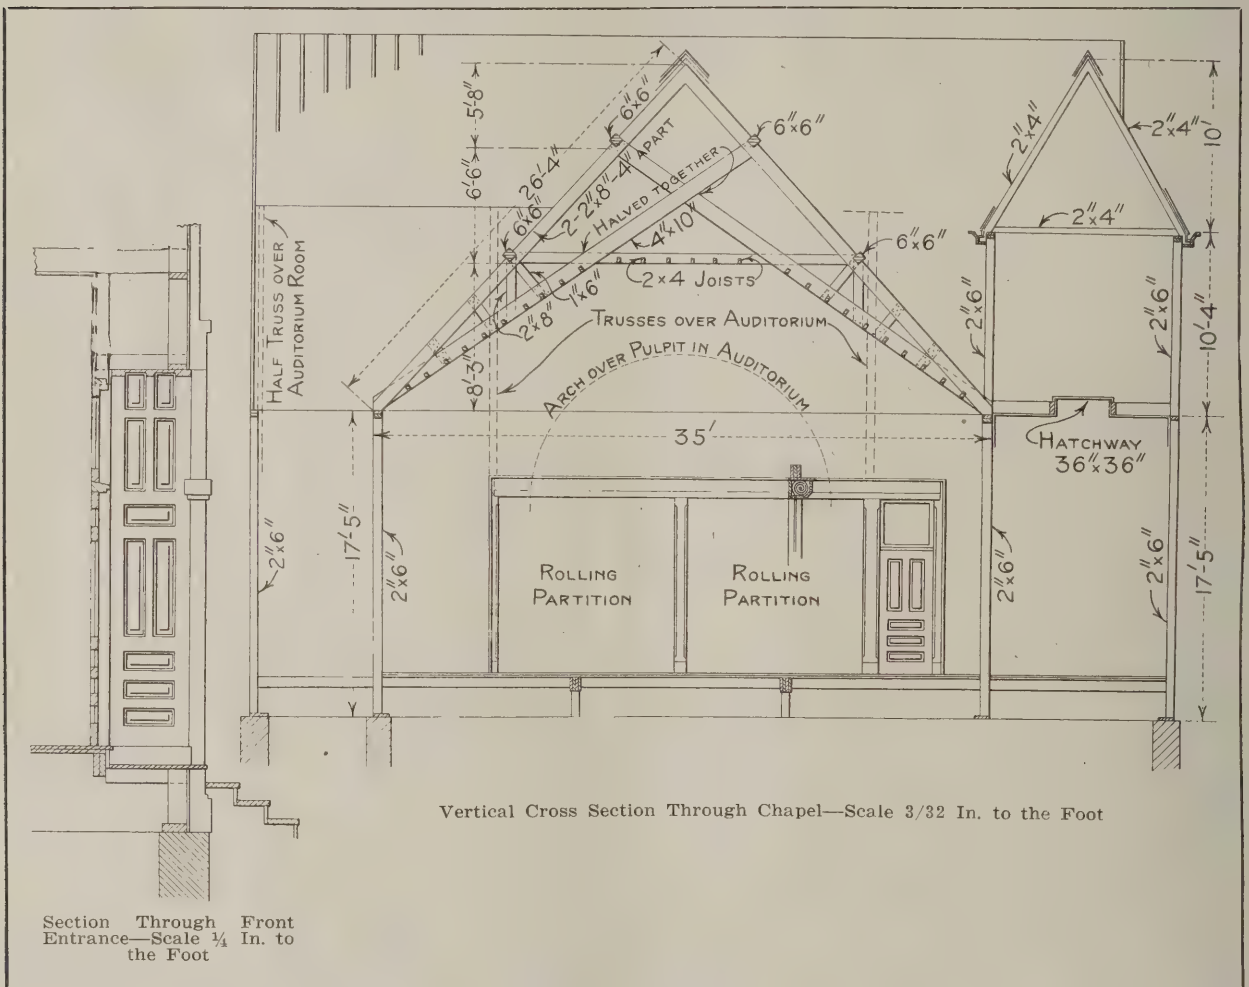 5'-8"
6'-6"
26'-4"
6"x6"
6"x6"
6"x6"
6"x6"
2-2"x8"-4" APART
HALVED TOGETHER
4"x10"
1"x6"
2"x8"
2x4 JOISTS
8'-3"
TRUSSES OVER AUDITORIUM
ARCH OVER PULPIT IN AUDITORIUM
HALF TRUSS OVER
AUDITORIUM ROOM
2"x4"
2"x4"
2"x4"
10'
2"x6"
2"x6"
10'-4"
35'
HATCHWAY
36"x36"
2"x6"
17'-5"
2"x6"
ROLLING
PARTITION
ROLLING
PARTITION
2"x6"
2"x6"
17'-5"
Vertical Cross Section Through Chapel—Scale 3/32 In. to the Foot
Section Through Front
Entrance—Scale ¼ In. to
the Foot